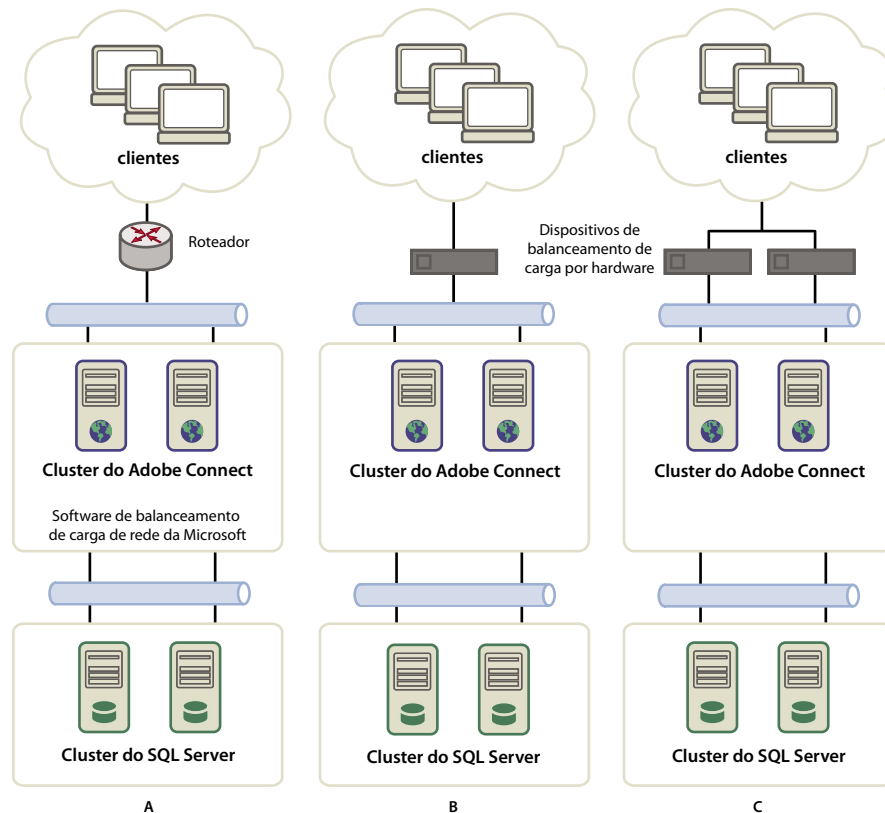 clientes
clientes
clientes
Roteador
Dispositivos de
balanceamento de
carga por hardware
Cluster do Adobe Connect
Cluster do Adobe Connect
Cluster do Adobe Connect
Software de balanceamento
de carga de rede da Microsoft
Cluster do SQL Server
Cluster do SQL Server
Cluster do SQL Server
A
B
C